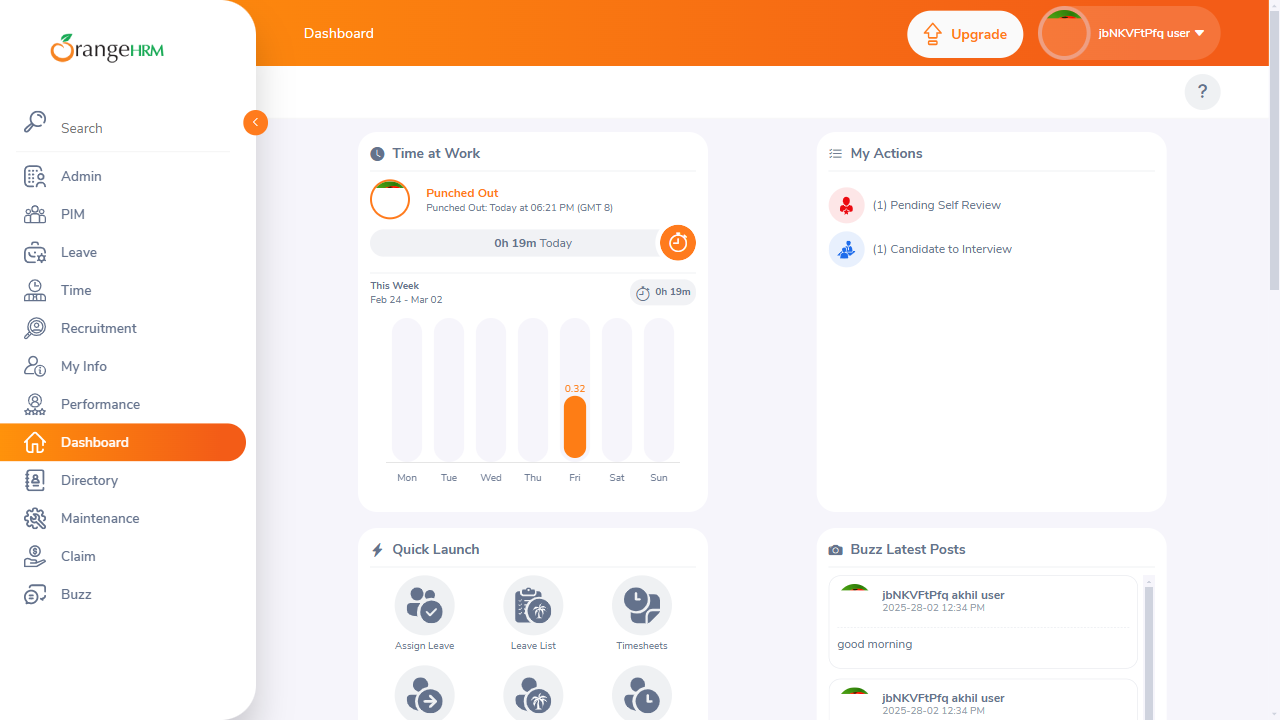 OrangeHRM
Search
Admin
PIM
Leave
Time
Recruitment
My Info
Performance
Dashboard
Directory
Maintenance
Claim
Buzz
Dashboard
Upgrade
jbNKVFtPfq user
?
Time at Work
Punched Out
Punched Out: Today at 06:21 PM (GMT 8)
0h 19m Today
This Week
Feb 24 - Mar 02
0h 19m
0.32
Mon Tue Wed Thu Fri Sat Sun
My Actions
(1) Pending Self Review
(1) Candidate to Interview
Quick Launch
Assign Leave Leave List Timesheets
Buzz Latest Posts
jbNKVFtPfq akhil user
2025-28-02 12:34 PM
good morning
jbNKVFtPfq akhil user
2025-28-02 12:34 PM